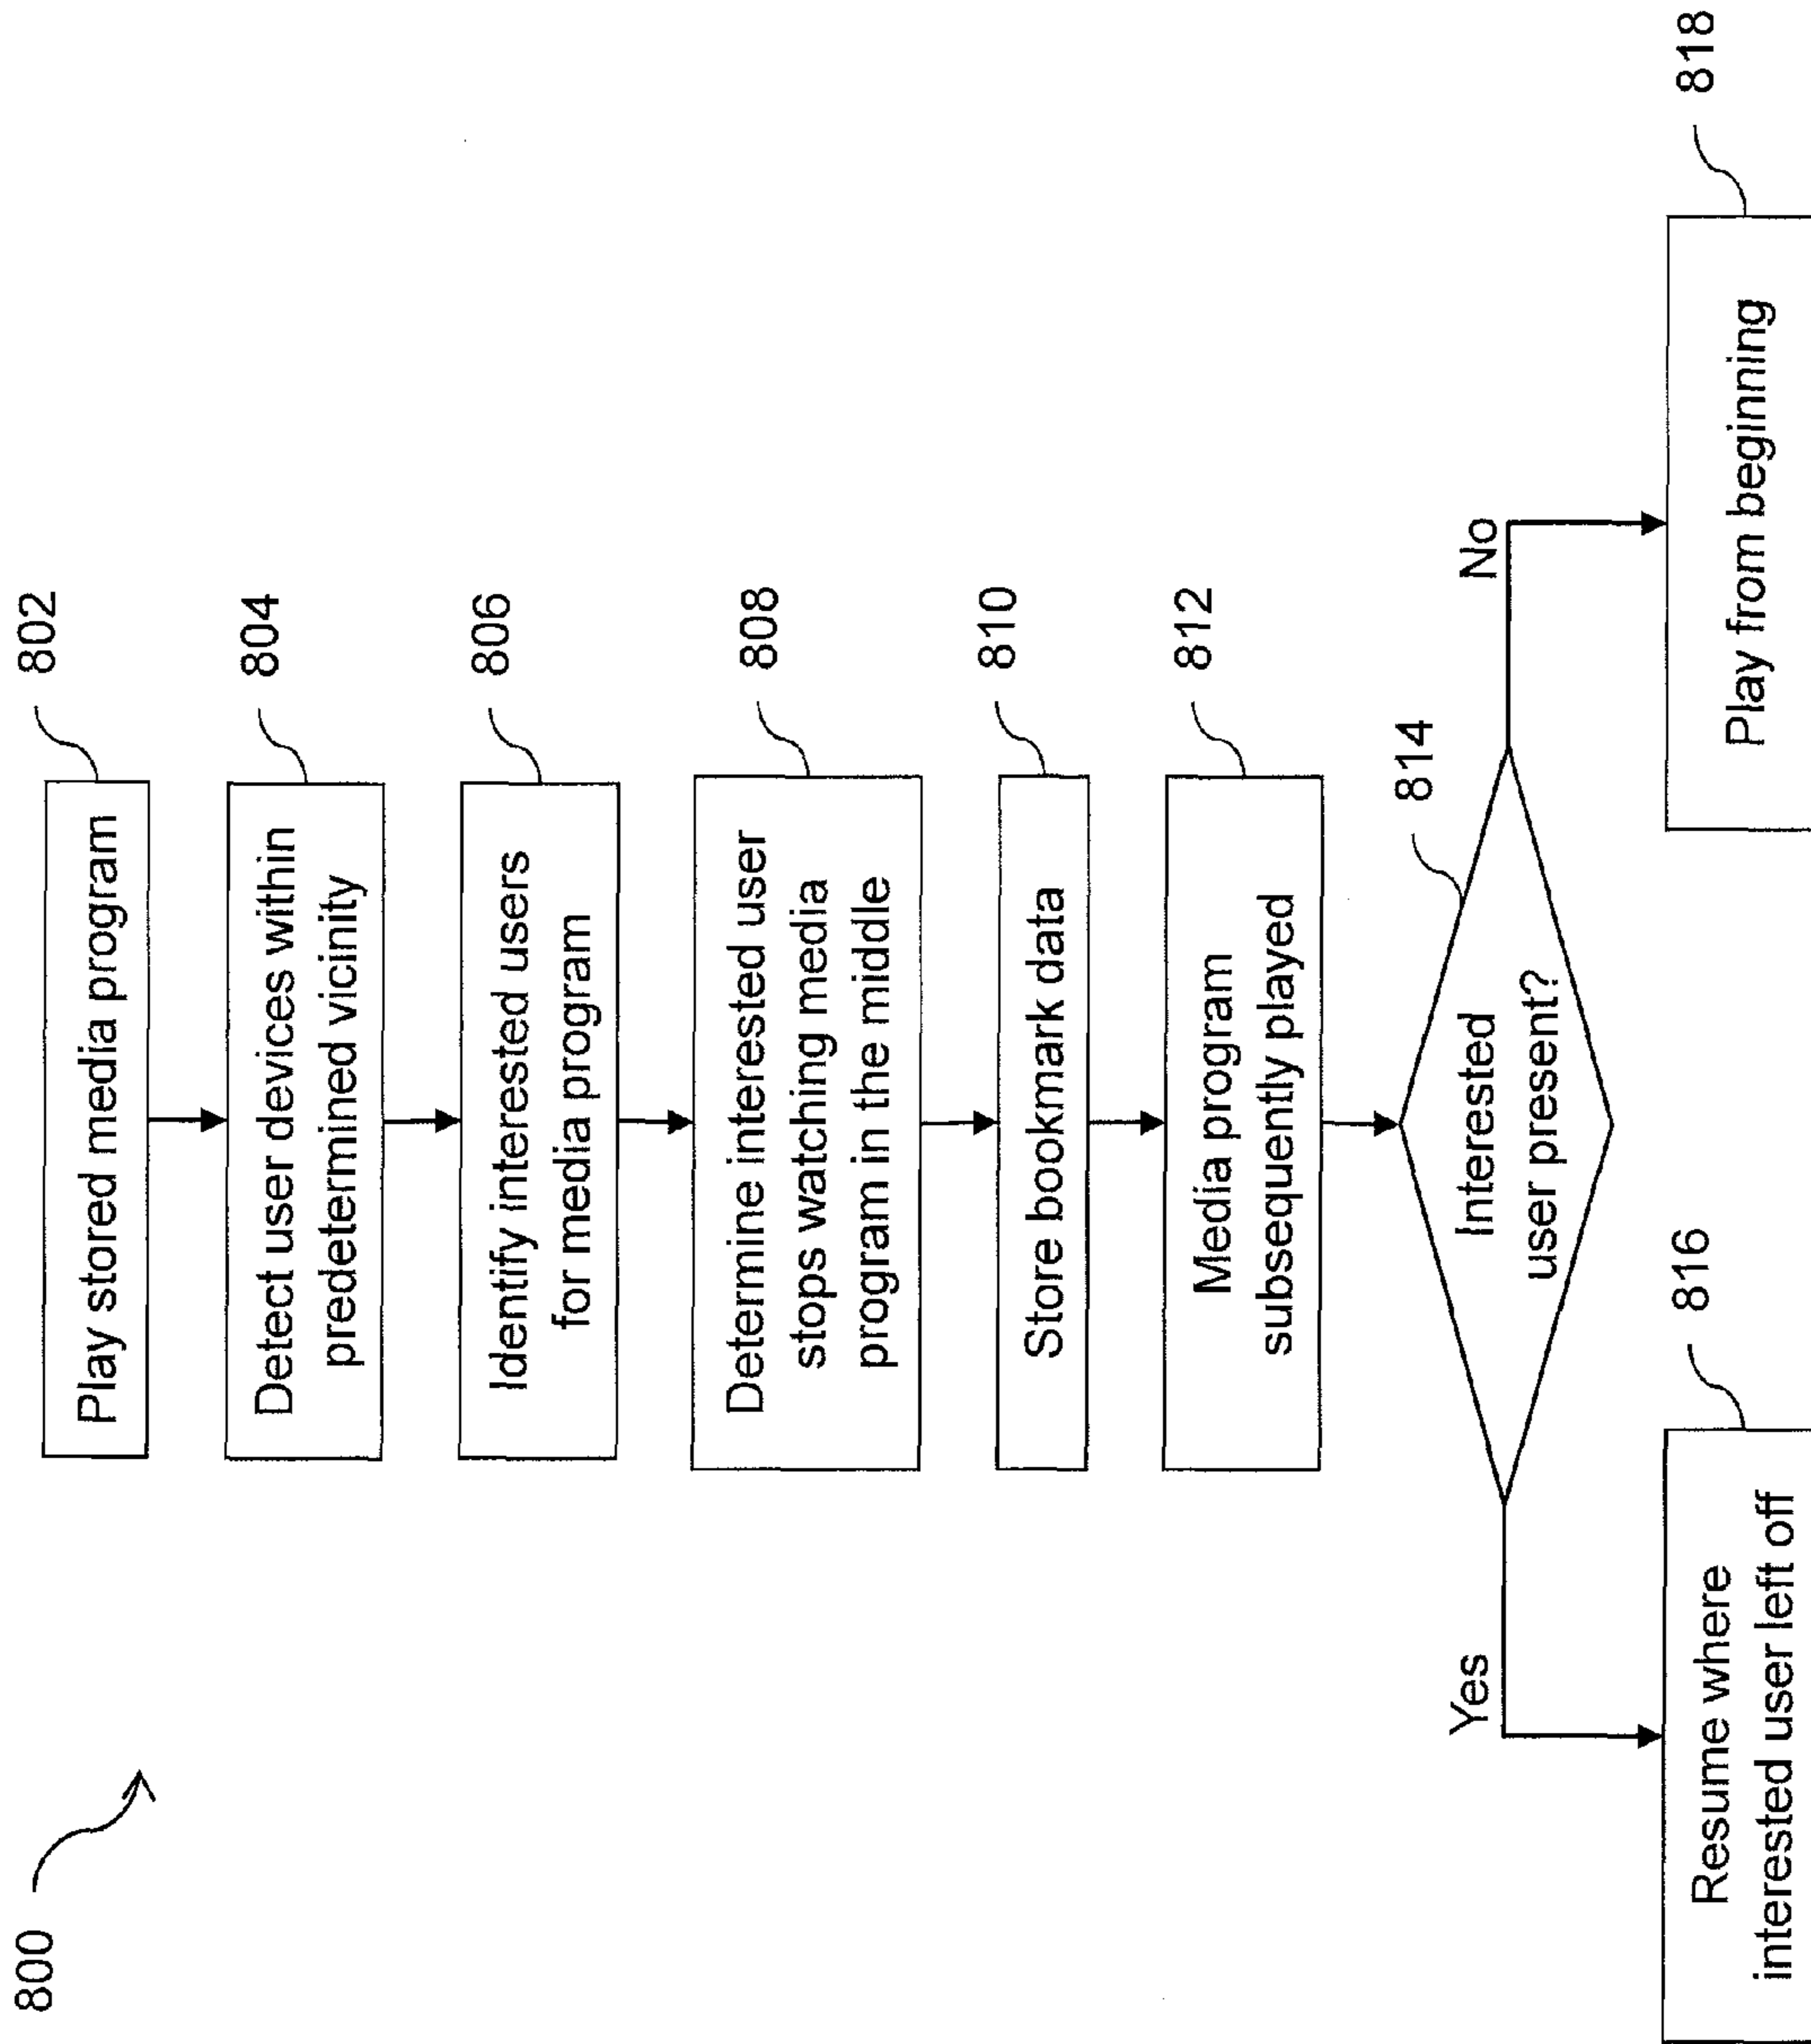 800
802
Play stored media program
804
Detect user devices within
predetermined vicinity
806
Identify interested users
for media program
808
Determine interested user
stops watching media
program in the middle
810
Store bookmark data
812
Media program
subsequently played
814
Interested
user present?
Yes
No
816
Resume where
interested user left off
818
Play from beginning